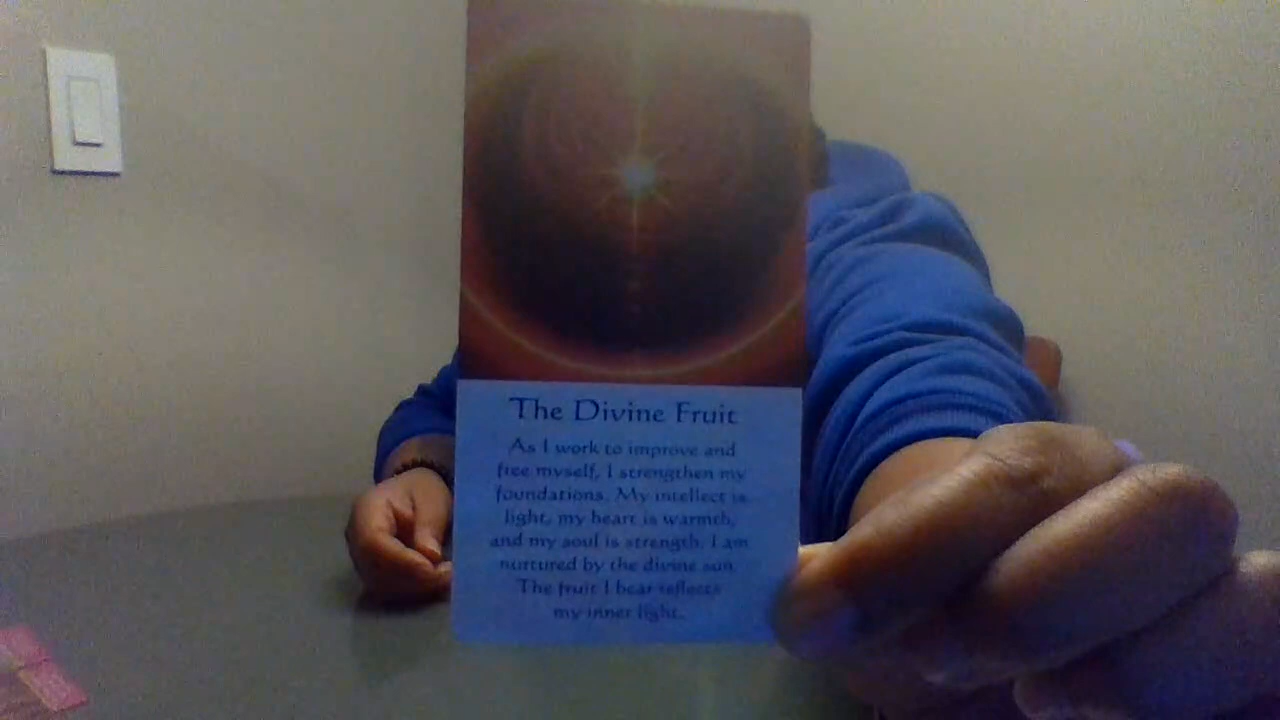 The Divine Fruit
As I work to improve and
free myself, I strengthen my
foundations. My intellect is
light, my heart is warmth,
and my soul is strength. I am
nurtured by the divine sun.
The fruit I bear reflects
my inner light.